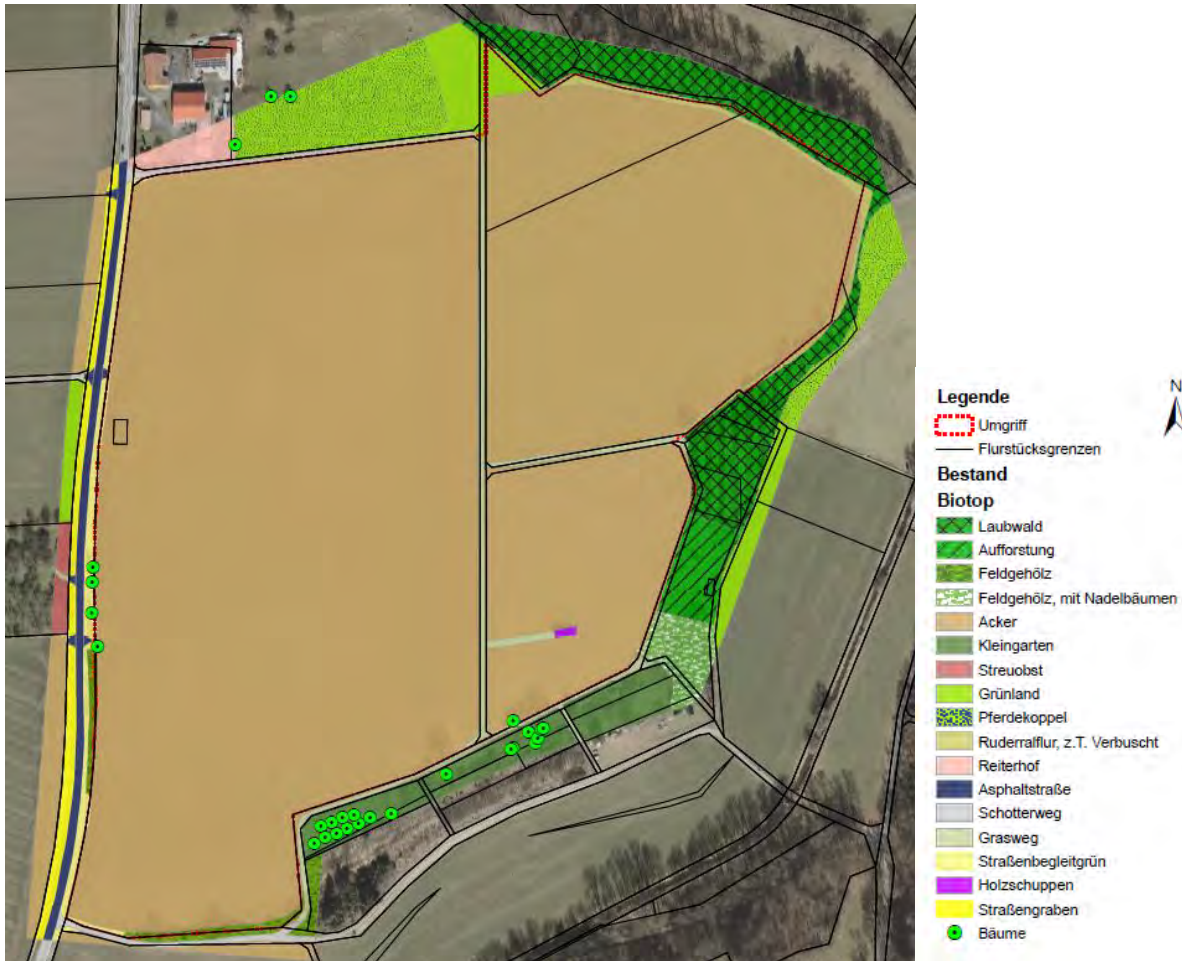 N
Legende
Umgriff
Flurstücksgrenzen
Bestand
Biotop
Laubwald
Aufforstung
Feldgehölz
Feldgehölz, mit Nadelbäumen
Acker
Kleingarten
Streuobst
Grünland
Pferdekoppel
Ruderralflur, z.T. Verbuscht
Reiterhof
Asphaltstraße
Schotterweg
Grasweg
Straßenbegleitgrün
Holzschuppen
Straßengraben
Bäume